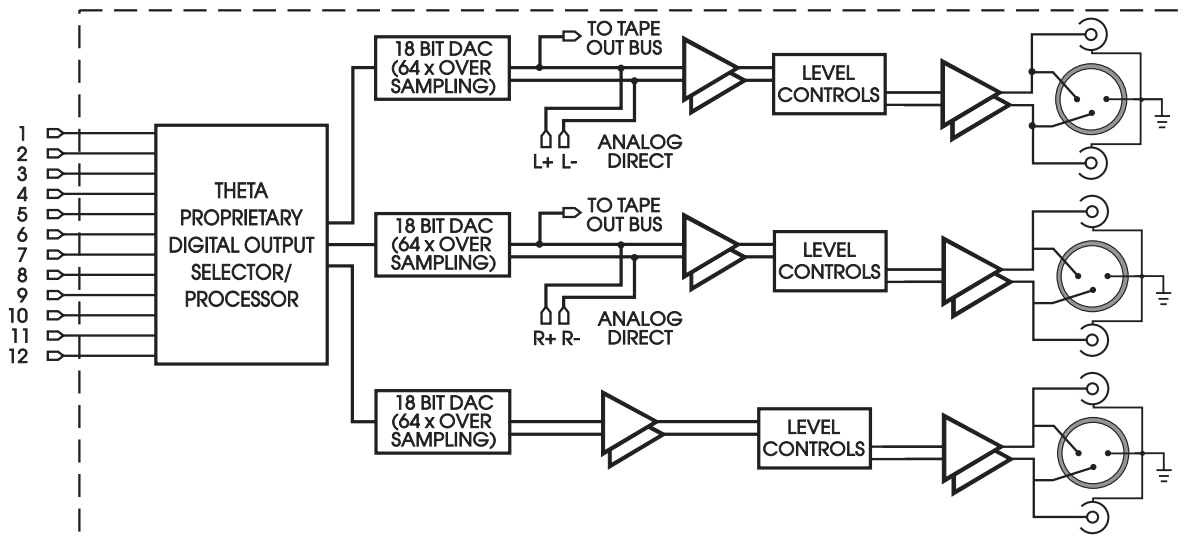 1
2
3
4
5
6
7
8
9
10
11
12
THETA
PROPRIETARY
DIGITAL OUTPUT
SELECTOR/
PROCESSOR
18 BIT DAC
(64 x OVER
SAMPLING)
TO TAPE
OUT BUS
L+ L-
ANALOG
DIRECT
LEVEL
CONTROLS
18 BIT DAC
(64 x OVER
SAMPLING)
TO TAPE
OUT BUS
R+ R-
ANALOG
DIRECT
LEVEL
CONTROLS
18 BIT DAC
(64 x OVER
SAMPLING)
LEVEL
CONTROLS